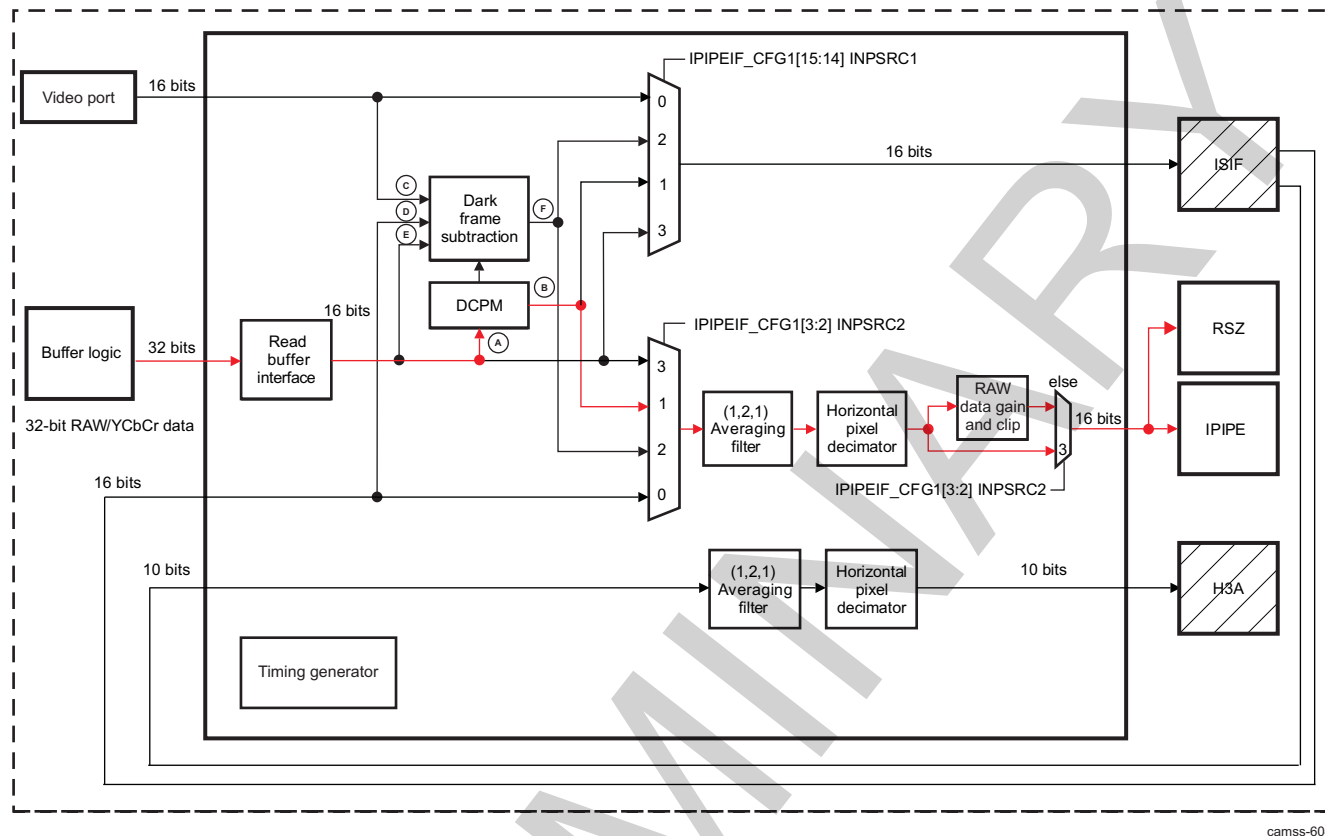 IPIPEIF_CFG1[15:14] INPSRC1
Video port
16 bits
0
2
1
3
16 bits
ISIF
C
D
E
F
Dark
frame
subtraction
DCPM
B
A
IPIPEIF_CFG1[3:2] INPSRC2
Buffer logic
32 bits
32-bit RAW/YCbCr data
Read
buffer
interface
16 bits
3
1
2
0
(1,2,1)
Averaging
filter
Horizontal
pixel
decimator
RAW
data gain
and clip
else
3
16 bits
IPIPEIF_CFG1[3:2] INPSRC2
RSZ
IPIPE
16 bits
10 bits
(1,2,1)
Averaging
filter
Horizontal
pixel
decimator
10 bits
H3A
Timing generator
MINARY
camss-60